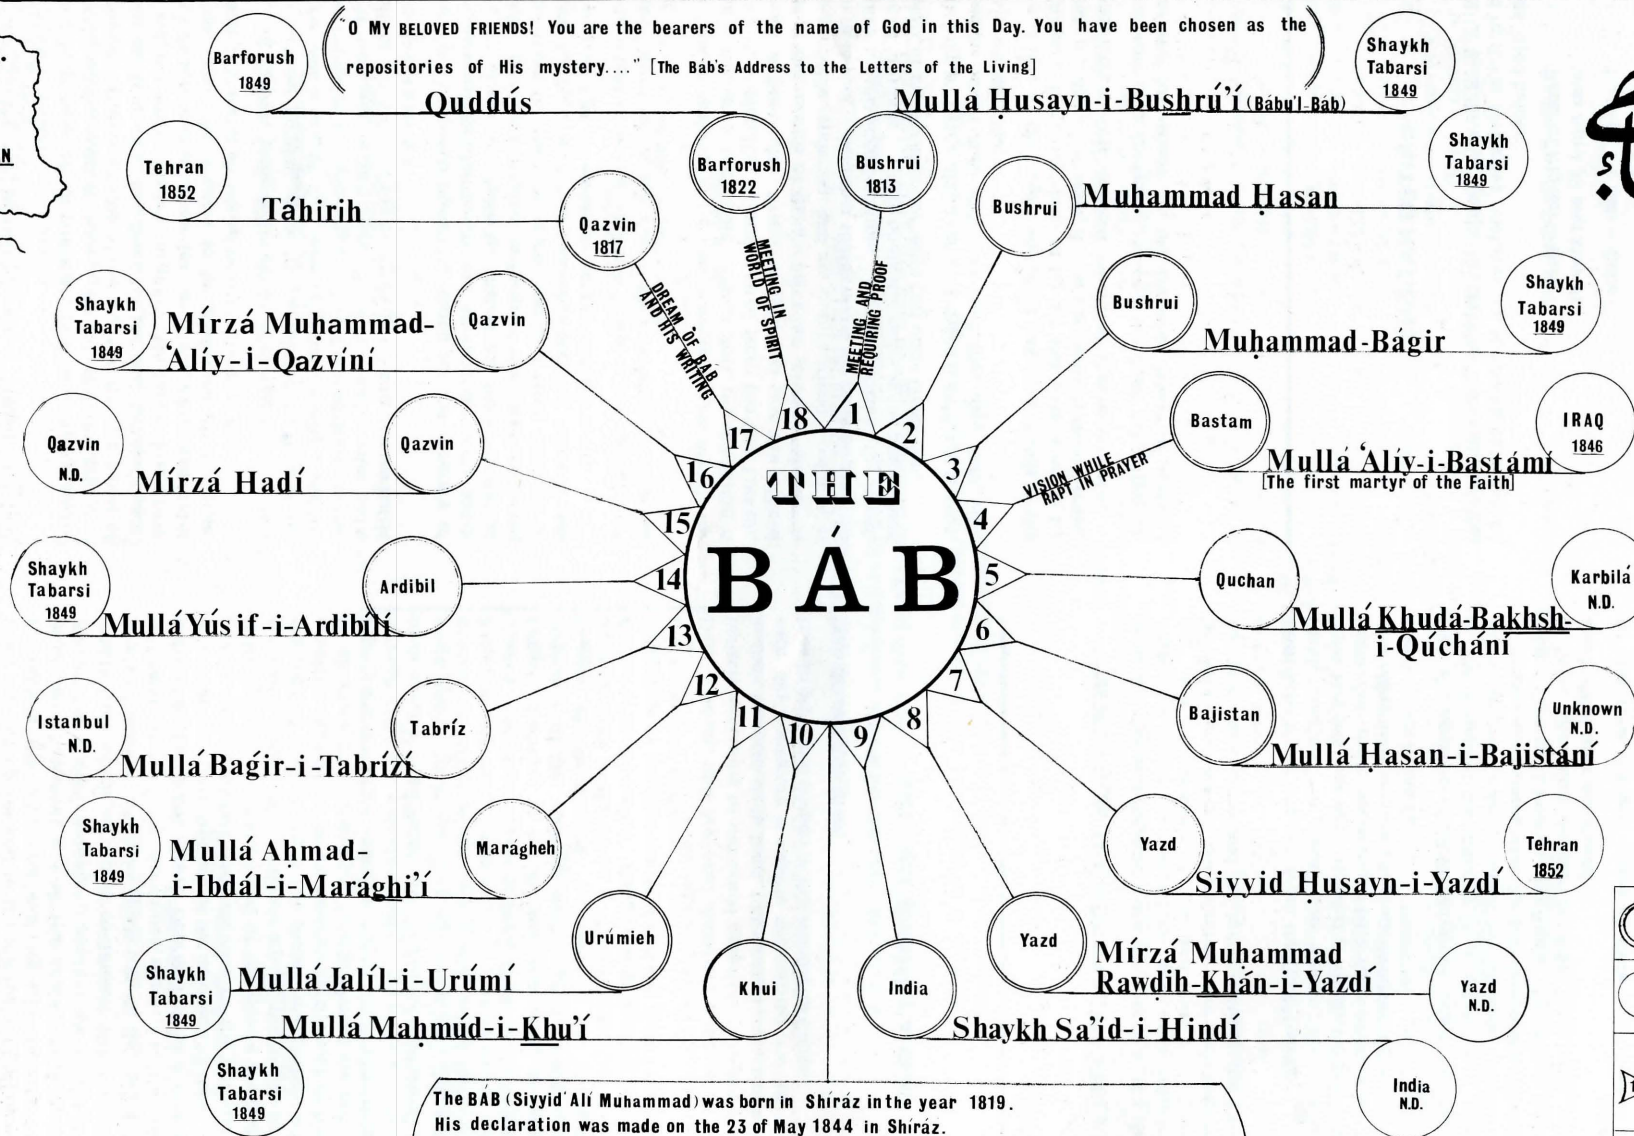 "O MY BELOVED FRIENDS! You are the bearers of the name of God in this Day. You have been chosen as the
repositories of His mystery...." [The Báb's Address to the Letters of the Living]
Barforush
1849
Quddús
Barforush
1822
MEETING IN
WORLD OF SPIRIT
18
Mullá Ḥusayn-i-Bushrú'í (Bábu'l-Báb)
Shaykh
Tabarsi
1849
Bushrui
1813
MEETING AND
REQUIRING PROOF
1
Bushrui
Muḥammad Ḥasan
Shaykh
Tabarsi
1849
2
Bushrui
Muḥammad-Bágir
Shaykh
Tabarsi
1849
3
Bastam
Mullá 'Alíy-i-Bastámí
[The first martyr of the Faith]
IRAQ
1846
VISION WHILE
RAPT IN PRAYER
4
Quchan
Mullá Khudá-Bakhsh-
i-Qúchání
Karbilá
N.D.
5
Bajistan
Mullá Ḥasan-i-Bajistání
Unknown
N.D.
6
Yazd
Siyyid Ḥusayn-i-Yazdí
Tehran
1852
7
Yazd
Mírzá Muḥammad
Rawḍih-Khán-i-Yazdí
Yazd
N.D.
8
India
Shaykh Sa'íd-i-Hindí
India
N.D.
9
Khui
Mullá Maḥmúd-i-Khu'í
Shaykh
Tabarsi
1849
10
Urúmieh
Mullá Jalíl-i-Urúmí
Shaykh
Tabarsi
1849
11
Marágheh
Mullá Aḥmad-
i-Ibdál-i-Marághi'í
Shaykh
Tabarsi
1849
12
Tabríz
Mullá Baǵir-i-Tabrízí
Istanbul
N.D.
13
Ardibil
Mullá Yúsif-i-Ardibílí
Shaykh
Tabarsi
1849
14
Qazvin
Mírzá Hadí
Qazvin
N.D.
15
Qazvin
Mírzá Muḥammad-
'Alíy-i-Qazvíní
Shaykh
Tabarsi
1849
16
Qazvin
1817
Táhirih
Tehran
1852
DREAM OF BÁB
AND HIS WRITING
17
THE
BÁB
The BÁB (Siyyid 'Alí Muhammad) was born in Shíráz in the year 1819.
His declaration was made on the 23 of May 1844 in Shíráz.